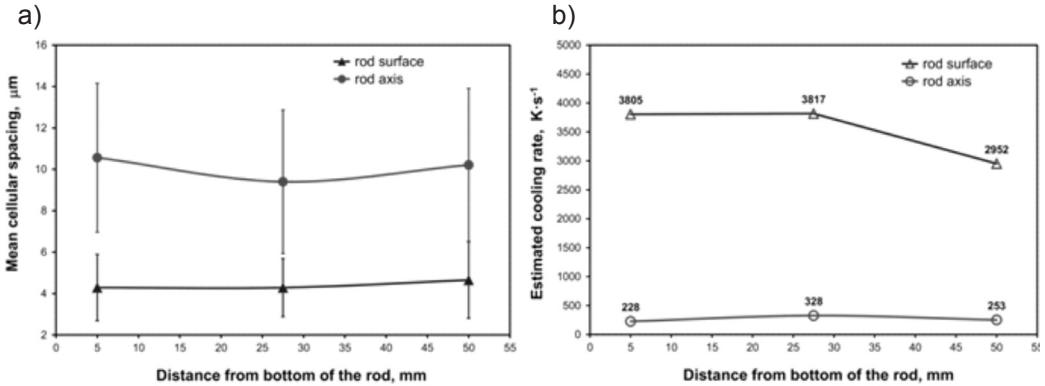 a)
16
14
12
10
8
6
4
2
Mean cellular spacing, μm
rod surface
rod axis
0 5 10 15 20 25 30 35 40 45 50 55
Distance from bottom of the rod, mm
b)
5000
4500
4000
3500
3000
2500
2000
1500
1000
500
0
Estimated cooling rate, K·s⁻¹
rod surface
rod axis
3805
3817
2952
228
328
253
0 5 10 15 20 25 30 35 40 45 50 55
Distance from bottom of the rod, mm